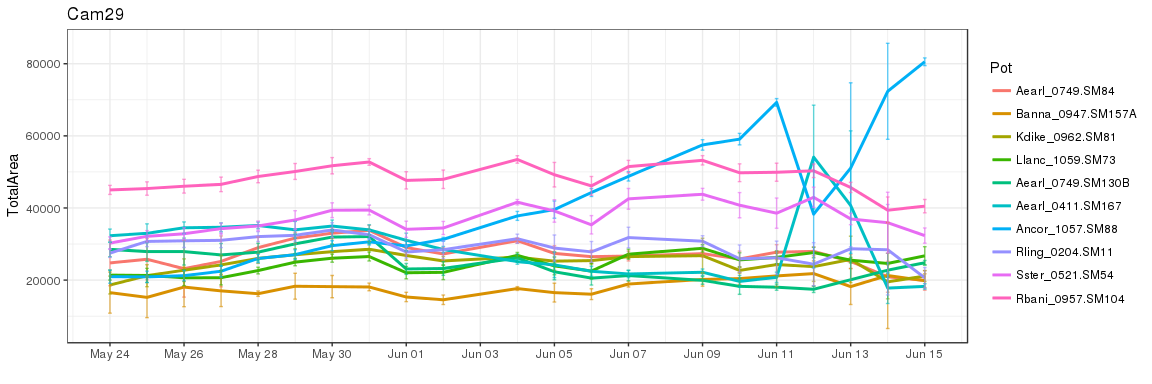 Cam29
TotalArea
80000
60000
40000
20000
May 24
May 26
May 28
May 30
Jun 01
Jun 03
Jun 05
Jun 07
Jun 09
Jun 11
Jun 13
Jun 15
Pot
Aearl_0749.SM84
Banna_0947.SM157A
Kdike_0962.SM81
Llanc_1059.SM73
Aearl_0749.SM130B
Aearl_0411.SM167
Ancor_1057.SM88
Rling_0204.SM11
Sster_0521.SM54
Rbani_0957.SM104